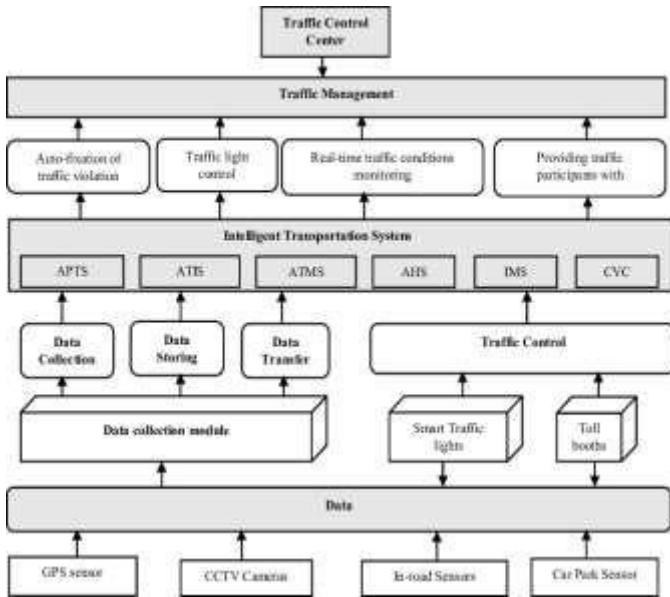 Traffic Control
Center
Traffic Management
Auto-fixation of
traffic violation
Traffic light
control
Real-time traffic conditions
monitoring
Providing traffic
participants with
Intelligent Transportation System
APTS
ATIS
ATMS
AHS
IMS
CVC
Data
Collection
Data
Storing
Data
Transfer
Traffic Control
Data collection module
Smart Traffic
lights
Toll
booths
Data
GPS sensor
CCTV Cameras
In-road Sensors
Car Park Sensor